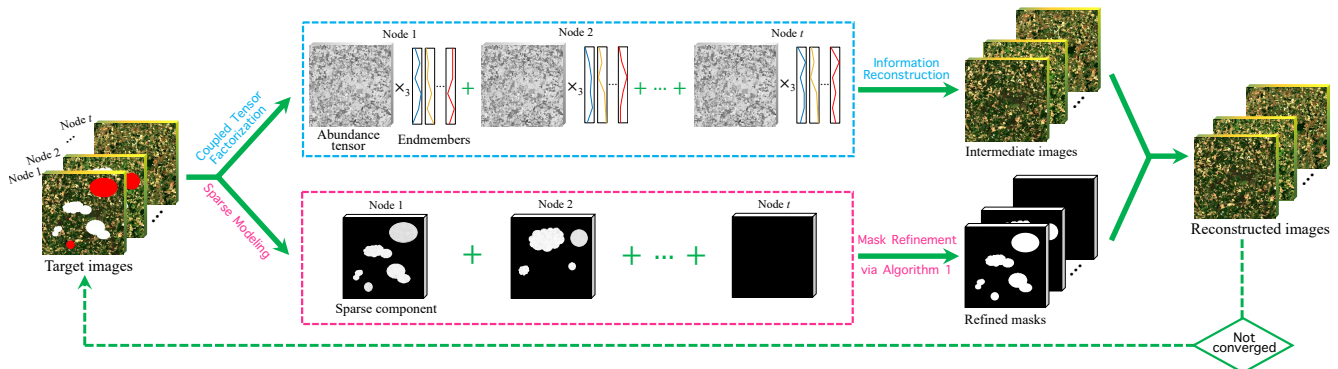 Node 1
Node 2
...
Node t
Target images
Coupled Tensor
Factorization
Sparse Modeling
Node 1
Node 2
Node t
×3
...
+
×3
...
+ ... +
×3
...
Abundance
tensor
Endmembers
Information
Reconstruction
Intermediate images
Node 1
Node 2
Node t
+
+ ... +
Sparse component
Mask Refinement
via Algorithm 1
Refined masks
Reconstructed images
Not
converged